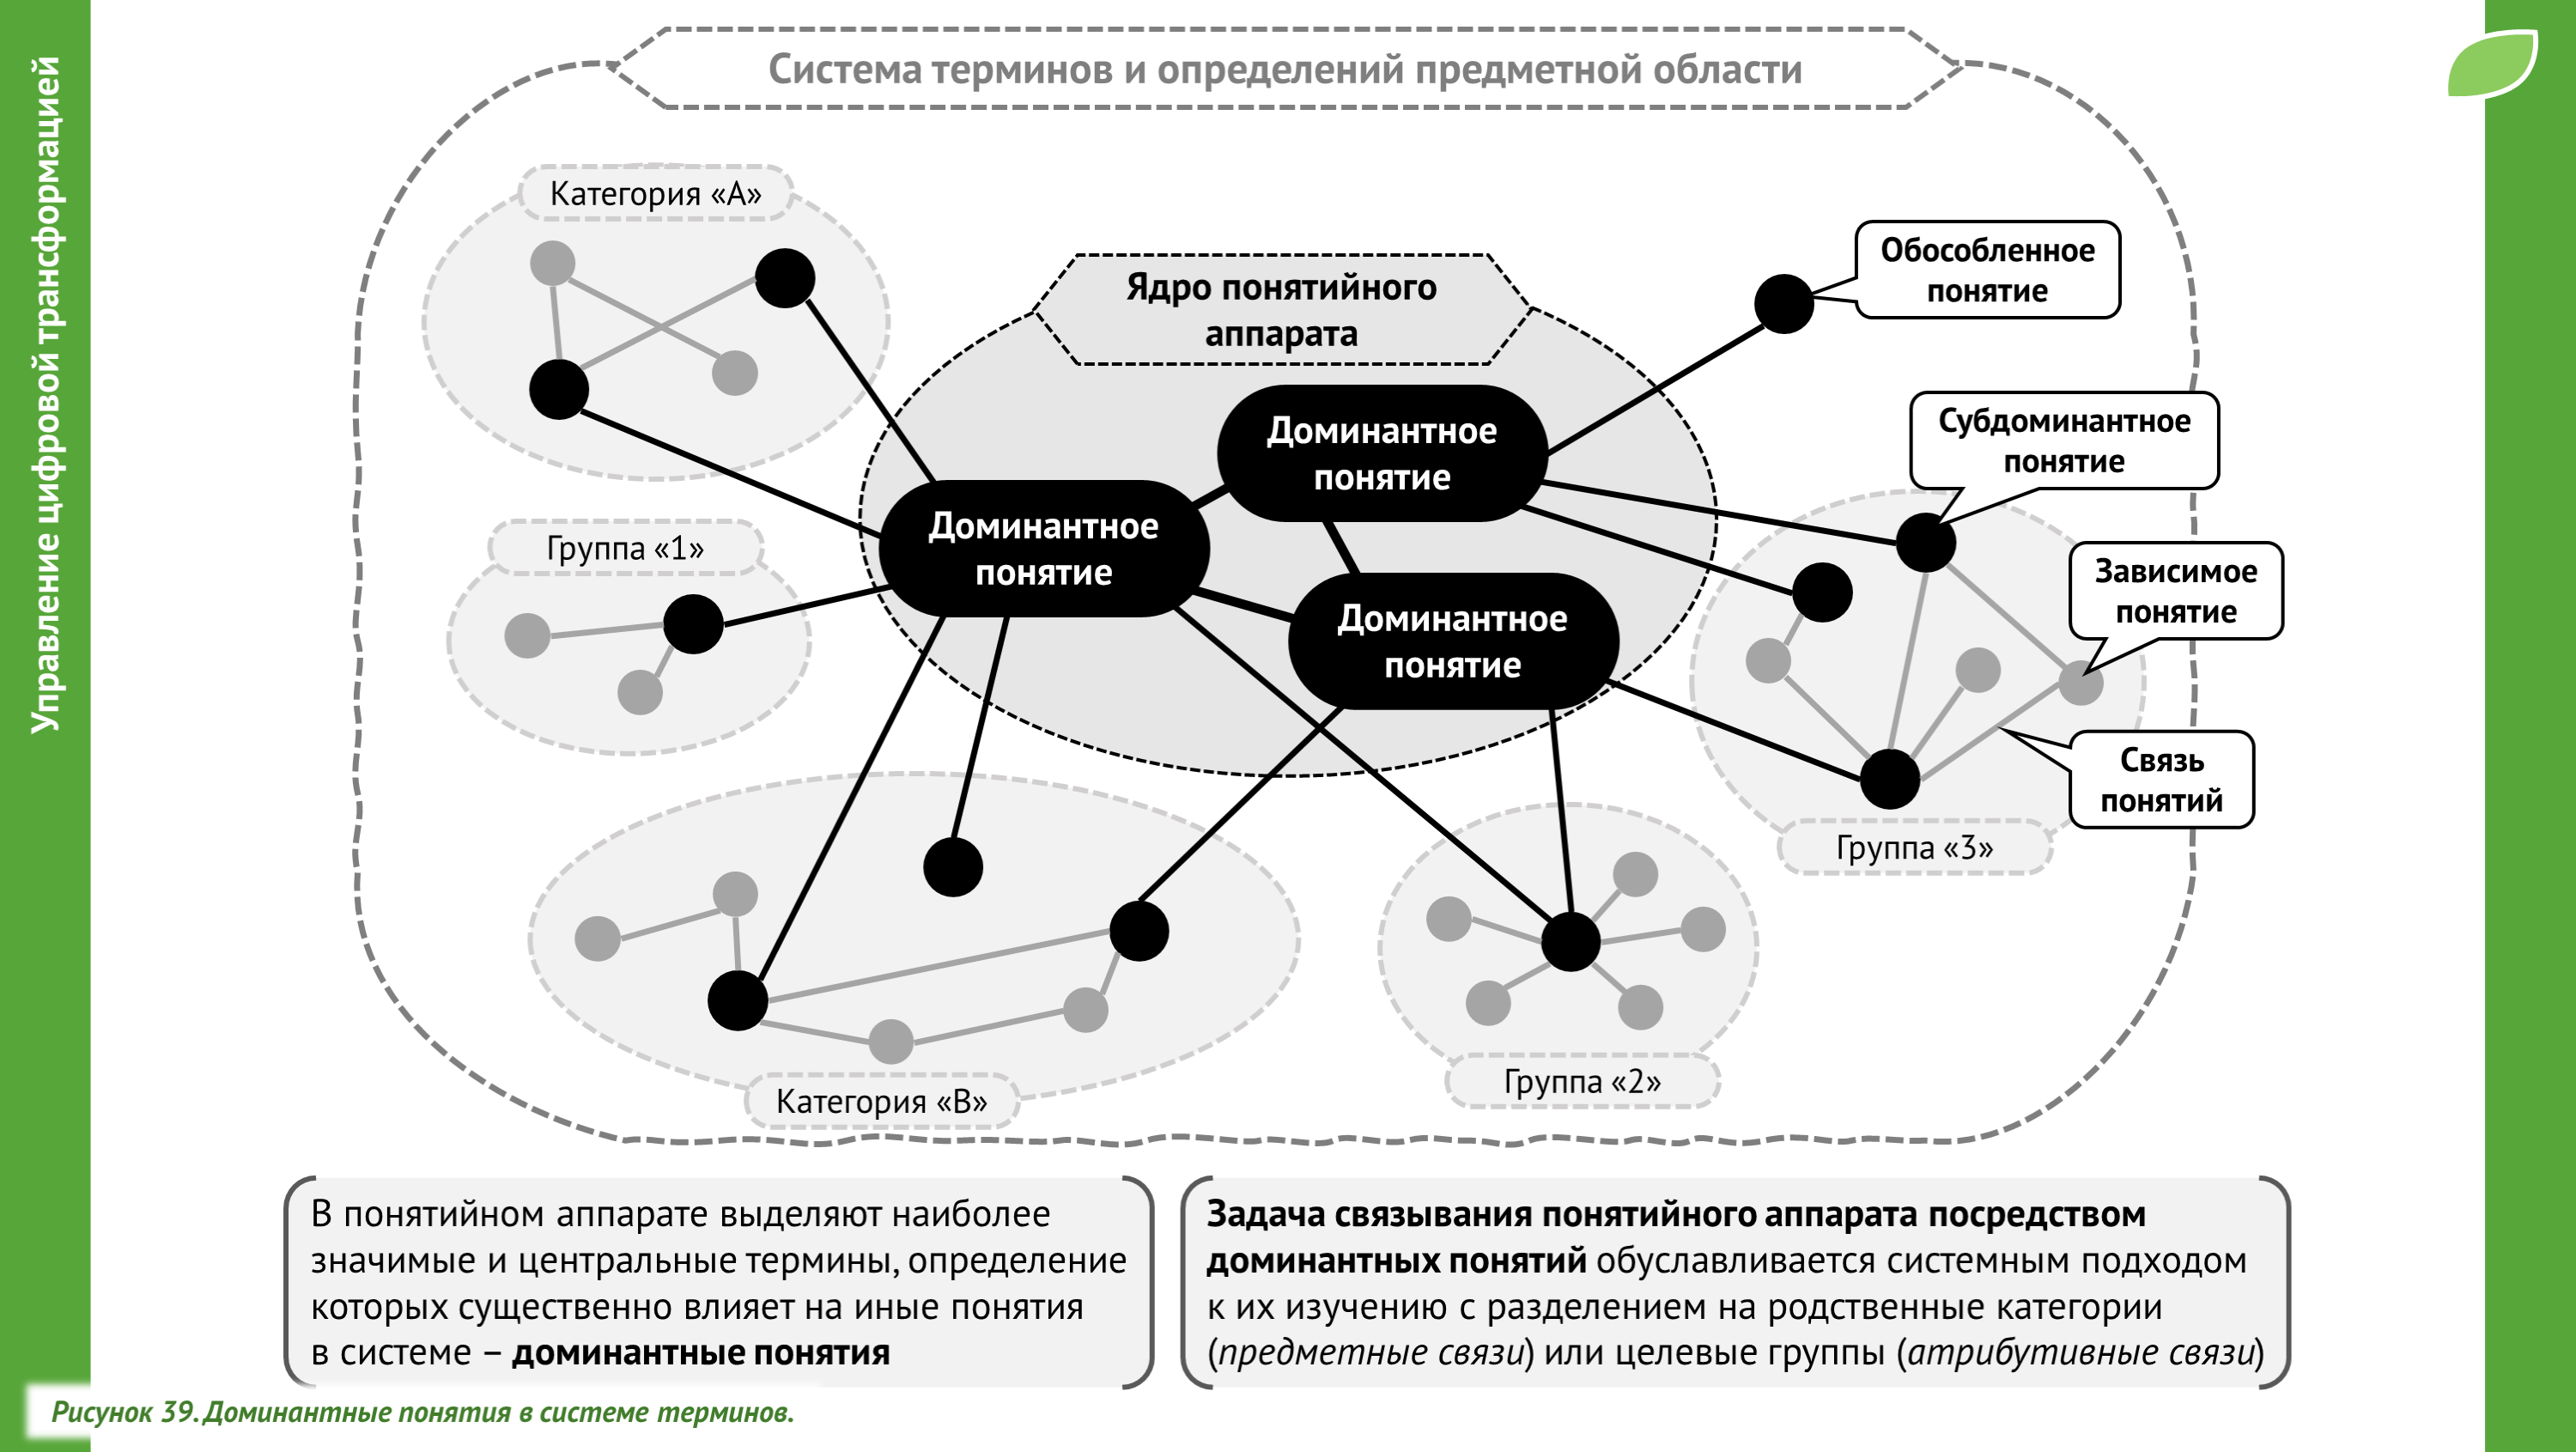 Управление цифровой трансформацией
Система терминов и определений предметной области
Категория «А»
Ядро понятийного
аппарата
Обособленное
понятие
Доминантное
понятие
Субдоминантное
понятие
Доминантное
понятие
Группа «1»
Зависимое
понятие
Доминантное
понятие
Связь
понятий
Группа «3»
Категория «В»
Группа «2»
В понятийном аппарате выделяют наиболее
значимые и центральные термины, определение
которых существенно влияет на иные понятия
в системе – доминантные понятия
Задача связывания понятийного аппарата посредством
доминантных понятий обуславливается системным подходом
к их изучению с разделением на родственные категории
(предметные связи) или целевые группы (атрибутивные связи)
Рисунок 39. Доминантные понятия в системе терминов.